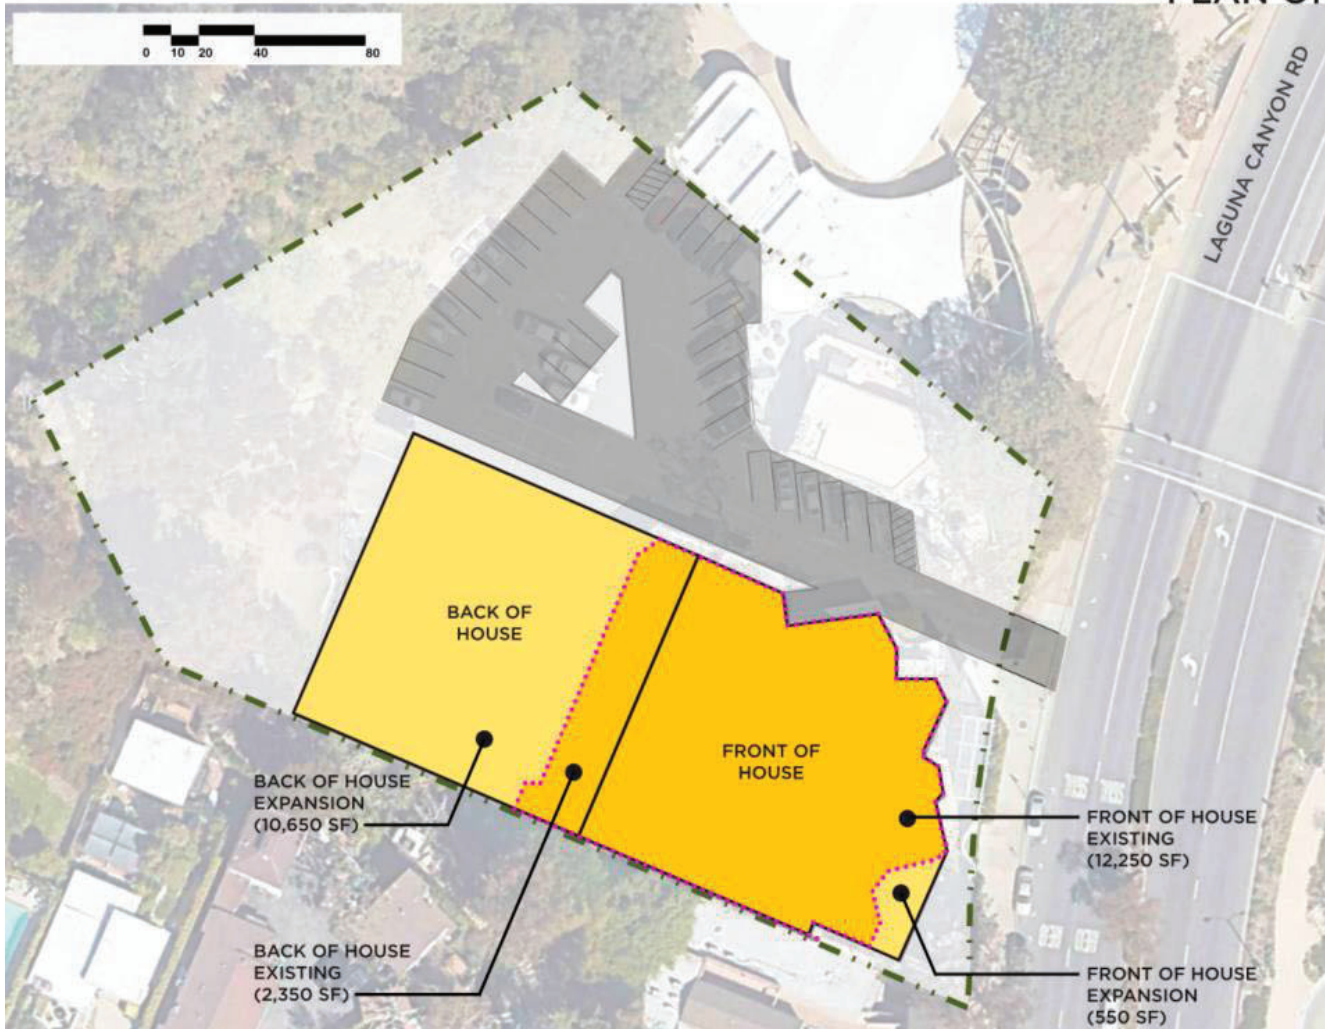 0 10 20 40 80
LAGUNA CANYON RD
BACK OF
HOUSE
FRONT OF
HOUSE
BACK OF HOUSE
EXPANSION
(10,650 SF)
FRONT OF HOUSE
EXISTING
(12,250 SF)
BACK OF HOUSE
EXISTING
(2,350 SF)
FRONT OF HOUSE
EXPANSION
(550 SF)